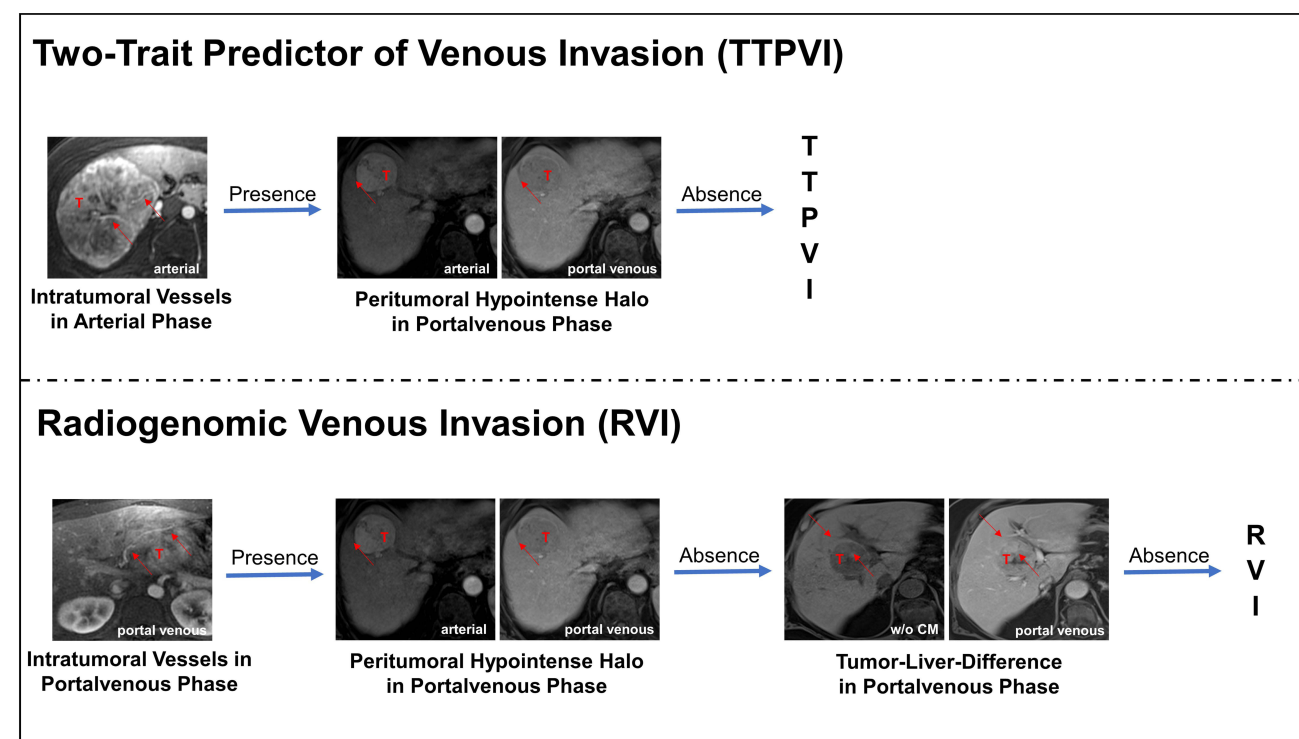 Two-Trait Predictor of Venous Invasion (TTPVI)
T
arterial
Intratumoral Vessels
in Arterial Phase
Presence
T
arterial
T
portal venous
Peritumoral Hypointense Halo
in Portalvenous Phase
Absence
T
T
P
V
I
Radiogenomic Venous Invasion (RVI)
T
portal venous
Intratumoral Vessels in
Portalvenous Phase
Presence
T
arterial
T
portal venous
Peritumoral Hypointense Halo
in Portalvenous Phase
Absence
T
w/o CM
T
portal venous
Tumor-Liver-Difference
in Portalvenous Phase
Absence
R
V
I